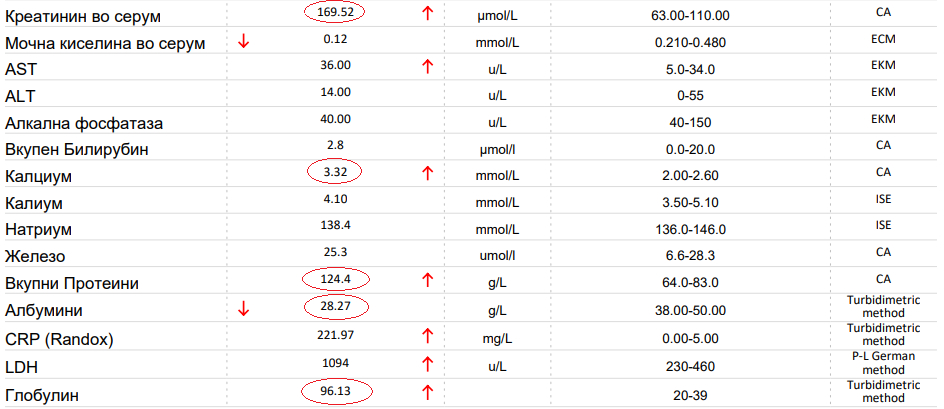 Креатинин во серум 169.52 ↑ µmol/L 63.00-110.00 CA
Мочна киселина во серум ↓ 0.12 mmol/L 0.210-0.480 ECM
AST 36.00 ↑ u/L 5.0-34.0 EKM
ALT 14.00 u/L 0-55 EKM
Алкална фосфатаза 40.00 u/L 40-150 EKM
Вкупен Билирубин 2.8 µmol/l 0.0-20.0 CA
Калциум 3.32 ↑ mmol/L 2.00-2.60 CA
Калиум 4.10 mmol/L 3.50-5.10 ISE
Натриум 138.4 mmol/L 136.0-146.0 ISE
Железо 25.3 umol/l 6.6-28.3 CA
Вкупни Протеини 124.4 ↑ g/L 64.0-83.0 CA
Албумини ↓ 28.27 g/L 38.00-50.00 Turbidimetric method
CRP (Randox) 221.97 ↑ mg/L 0.00-5.00 Turbidimetric method
LDH 1094 ↑ u/L 230-460 P-L German method
Глобулин 96.13 ↑ 20-39 Turbidimetric method